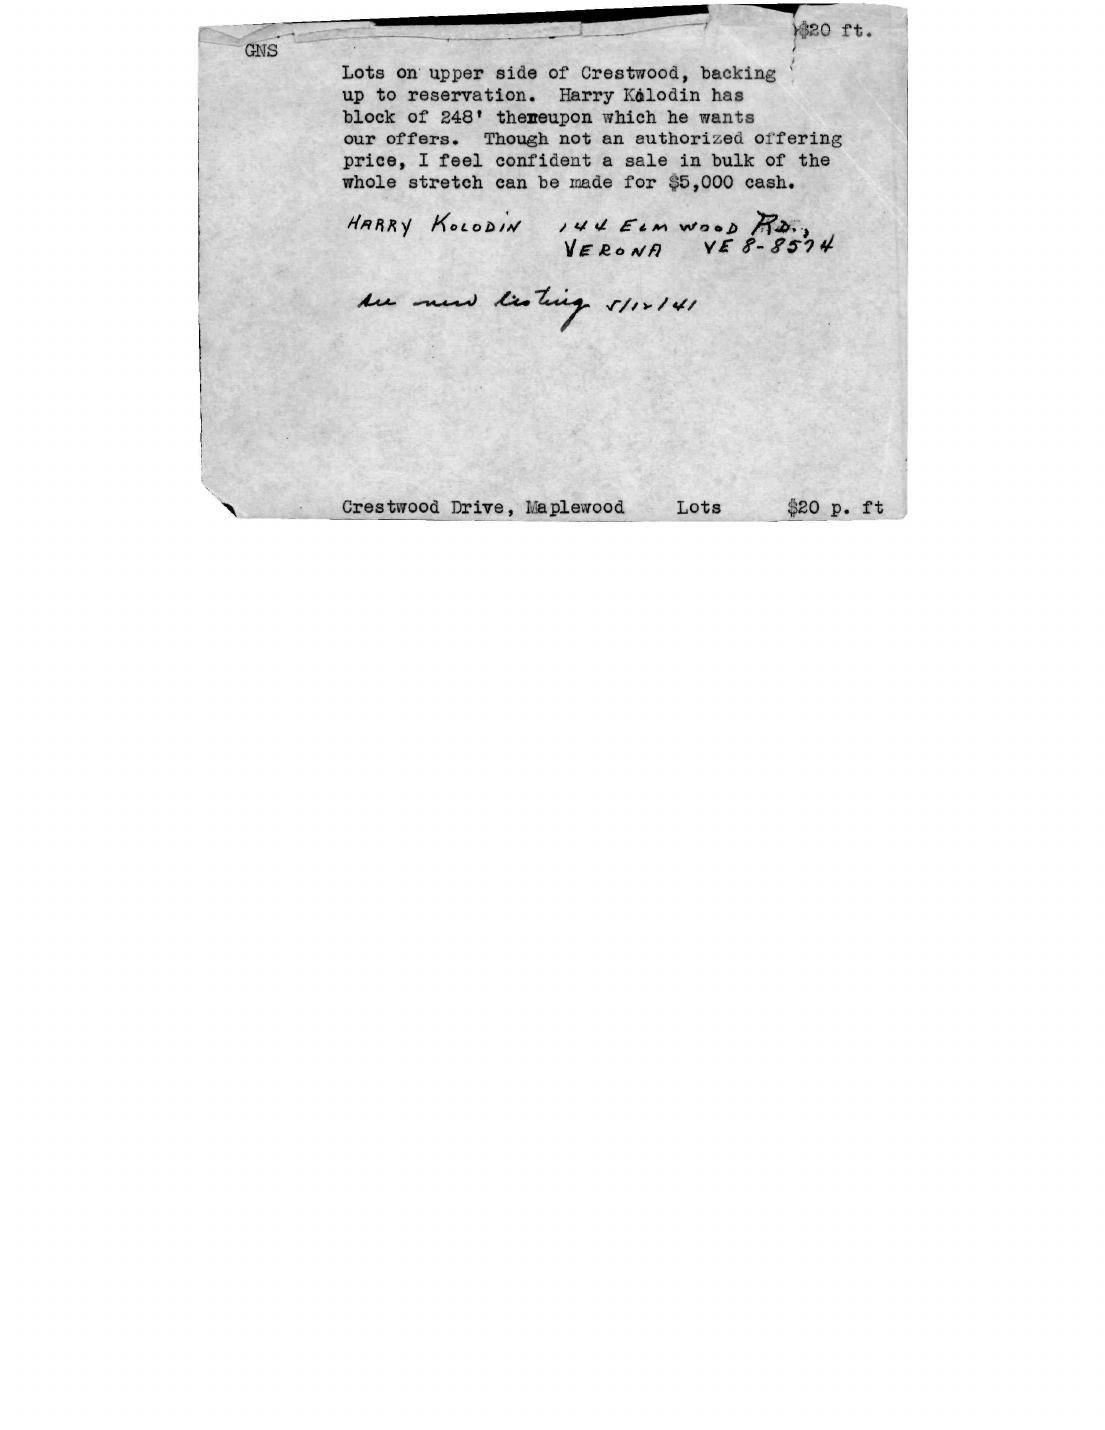 $20 ft.
GNS
Lots on upper side of Crestwood, backing
up to reservation. Harry Kolodin has
block of 248' thereupon which he wants
our offers. Though not an authorized offering
price, I feel confident a sale in bulk of the
whole stretch can be made for $5,000 cash.
HARRY KOLODIN 144 ELMWOOD RD.,
VERONA VE 8-8574
see new listing 5/12/41
Crestwood Drive, Maplewood Lots $20 p. ft